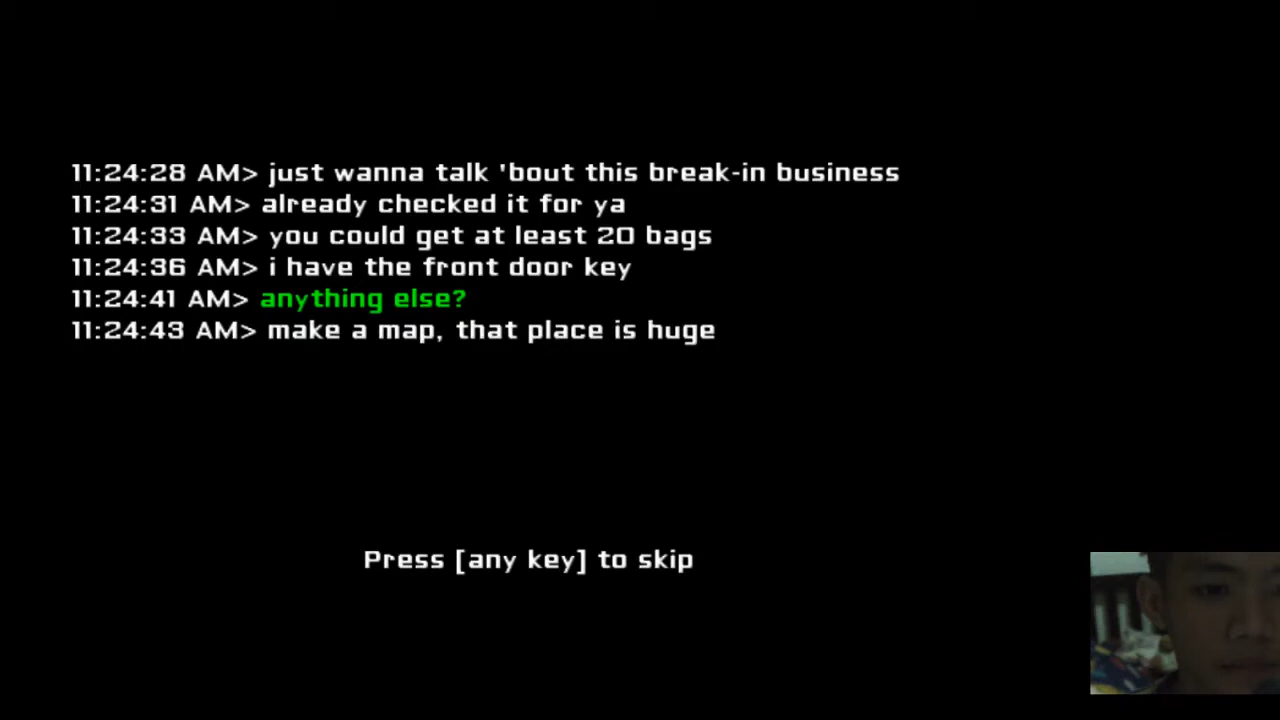 11:24:28 AM> just wanna talk 'bout this break-in business
11:24:31 AM> already checked it for ya
11:24:33 AM> you could get at least 20 bags
11:24:36 AM> i have the front door key
11:24:41 AM> anything else?
11:24:43 AM> make a map, that place is huge
Press [any key] to skip